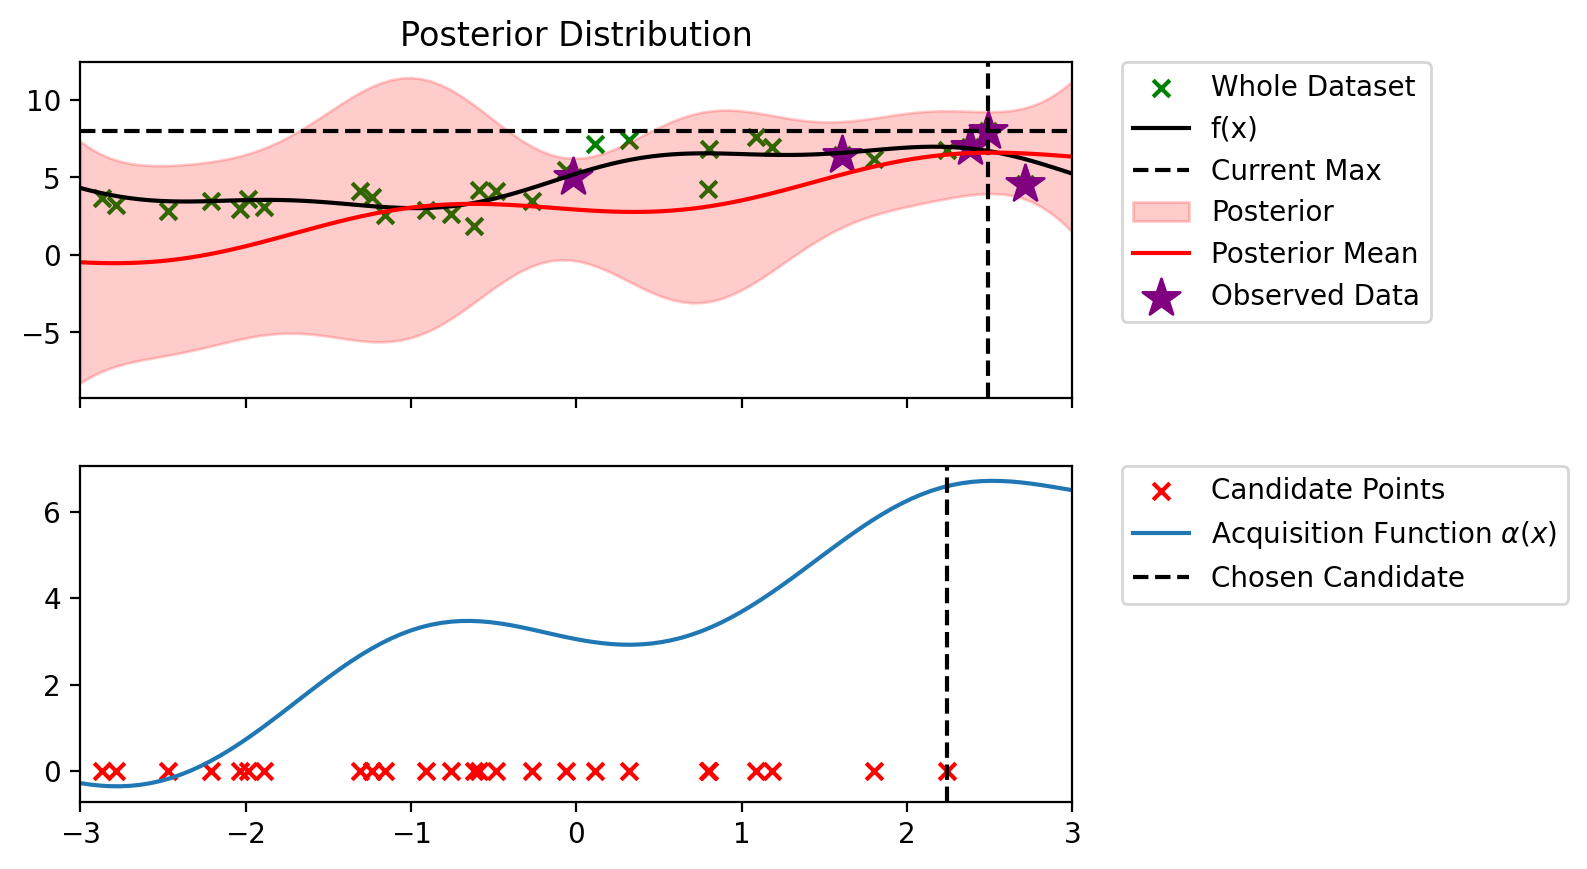 Posterior Distribution
10
5
0
−5
Whole Dataset
f(x)
Current Max
Posterior
Posterior Mean
Observed Data
6
4
2
0
−3
−2
−1
0
1
2
3
Candidate Points
Acquisition Function α(x)
Chosen Candidate